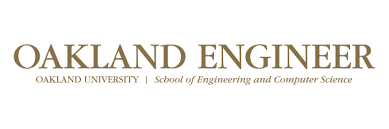 OAKLAND ENGINEER
OAKLAND UNIVERSITY | School of Engineering and Computer Science